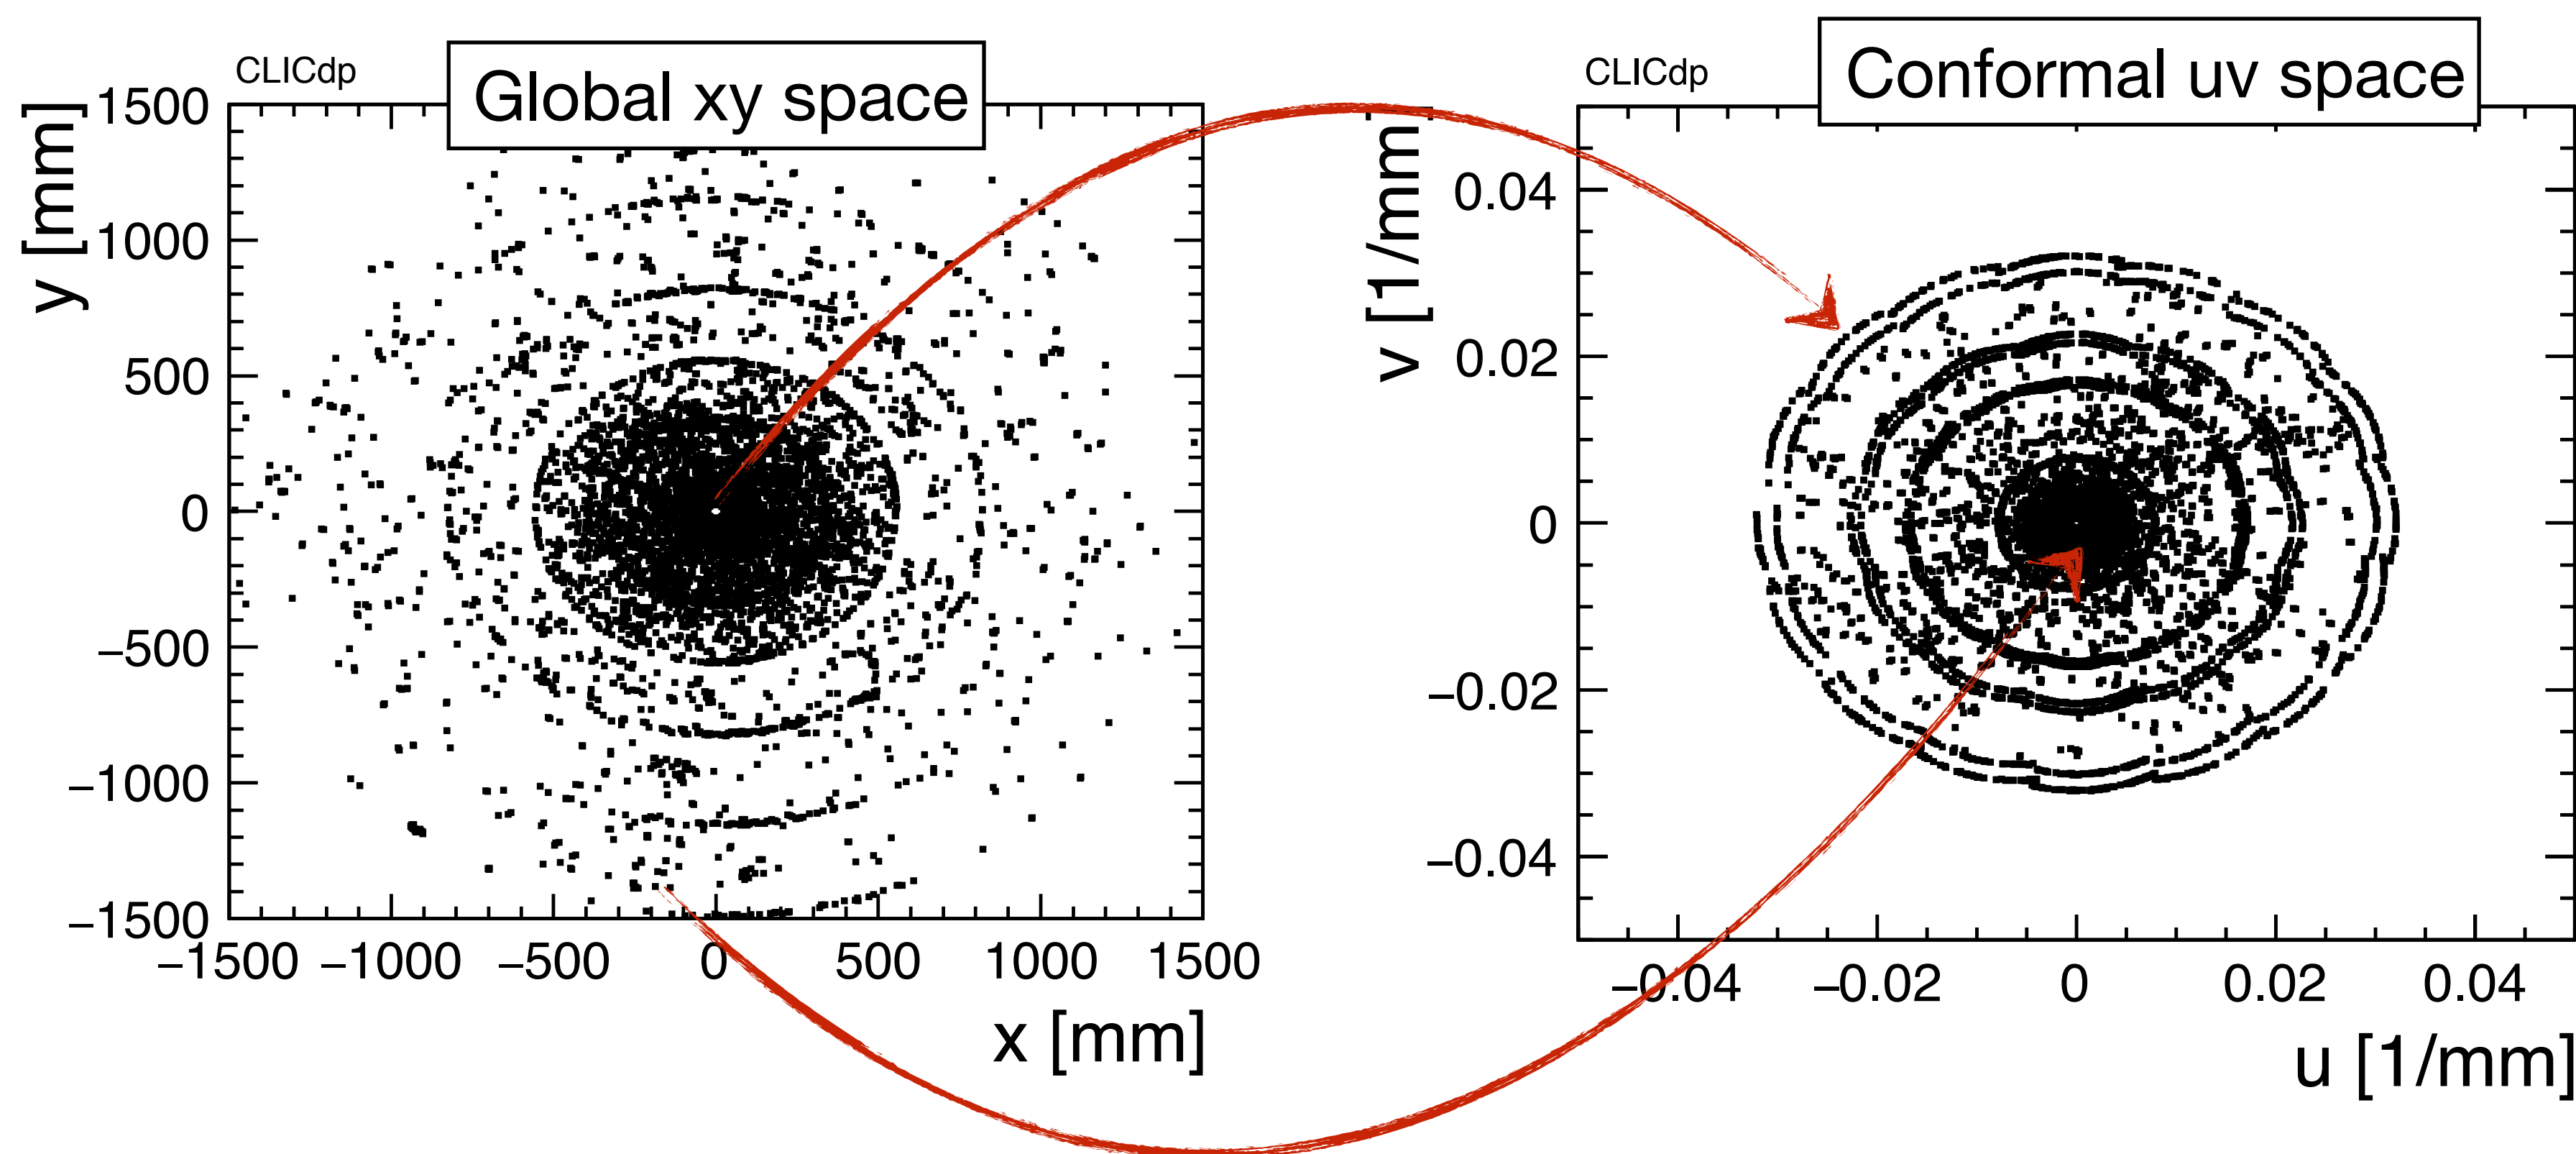 CLICdp
Global xy space
y [mm]
1500
1000
500
0
−500
−1000
−1500
−1500 −1000 −500 0 500 1000 1500
x [mm]
CLICdp
Conformal uv space
v [1/mm]
0.04
0.02
0
−0.02
−0.04
−0.04 −0.02 0 0.02 0.04
u [1/mm]